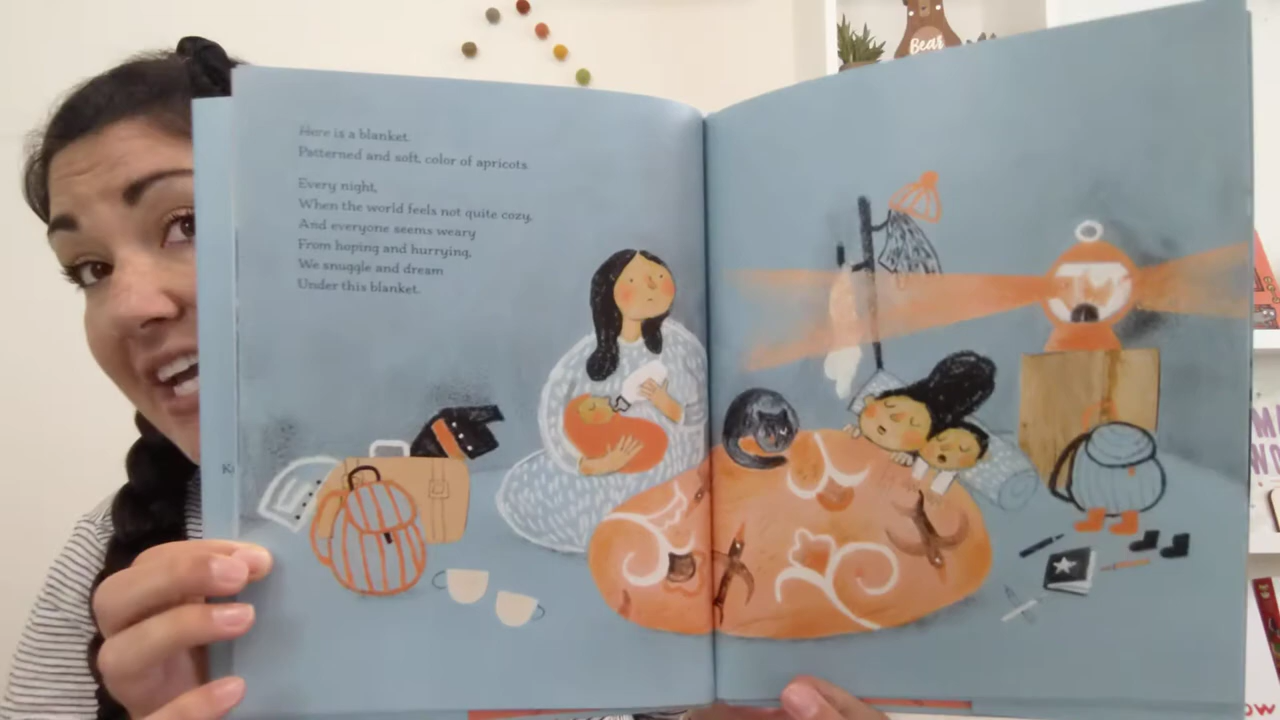 Bear
Here is a blanket.
Patterned and soft, color of apricots.
Every night,
When the world feels not quite cozy,
And everyone seems weary
From hoping and hurrying,
We snuggle and dream
Under this blanket.